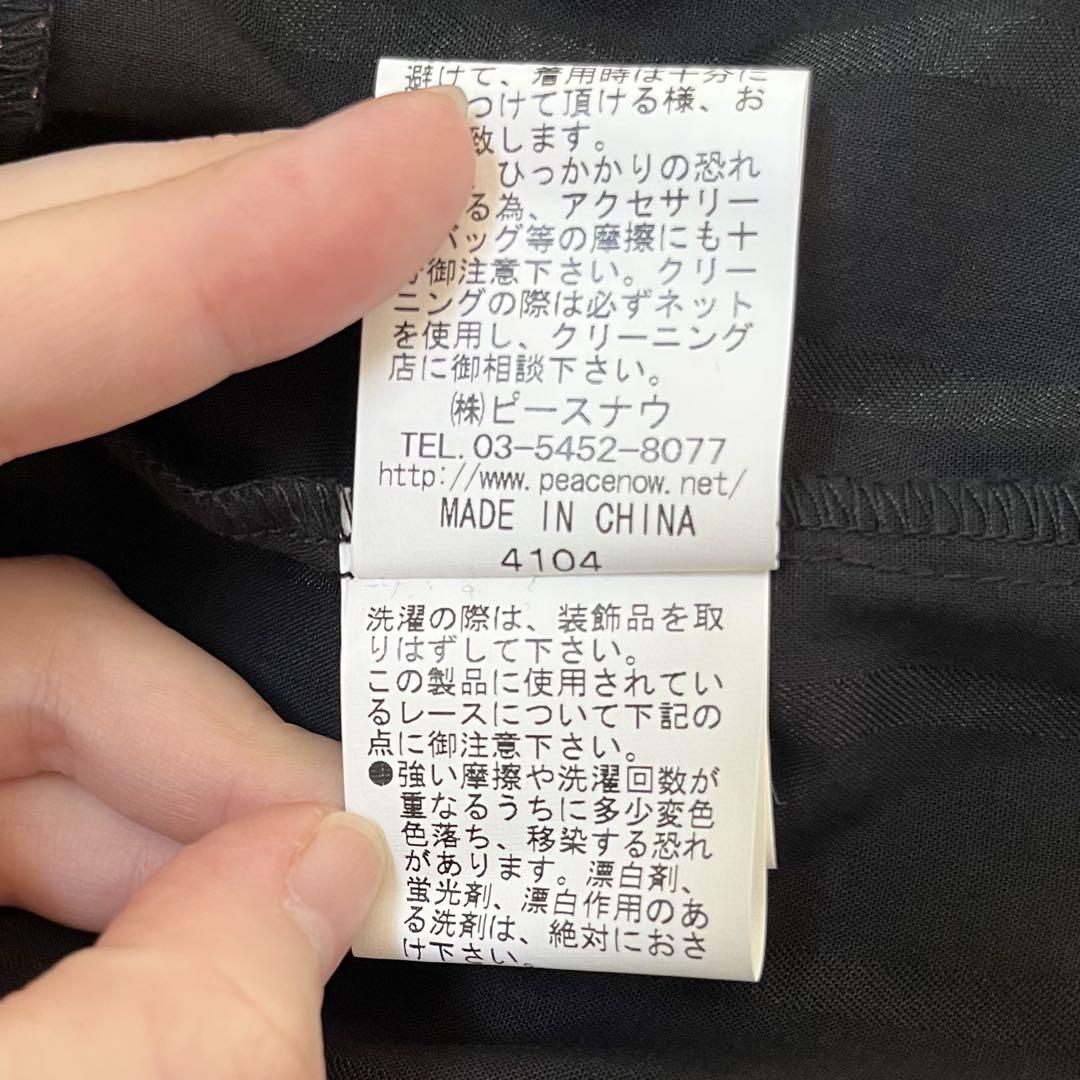 避けて、着用時は十分に
つけて頂ける様、お
致します。
ひっかかりの恐れ
る為、アクセサリー
バッグ等の摩擦にも十
御注意下さい。クリー
ニングの際は必ずネット
を使用し、クリーニング
店に御相談下さい。
㈱ピースナウ
TEL.03-5452-8077
http://www.peacenow.net/
MADE IN CHINA
4104
洗濯の際は、装飾品を取
りはずして下さい。
この製品に使用されてい
るレースについて下記の
点に御注意下さい。
●強い摩擦や洗濯回数が
重なるうちに多少変色
色落ち、移染する恐れ
があります。漂白剤、
蛍光剤、漂白作用のあ
る洗剤は、絶対におさ
け下さい。